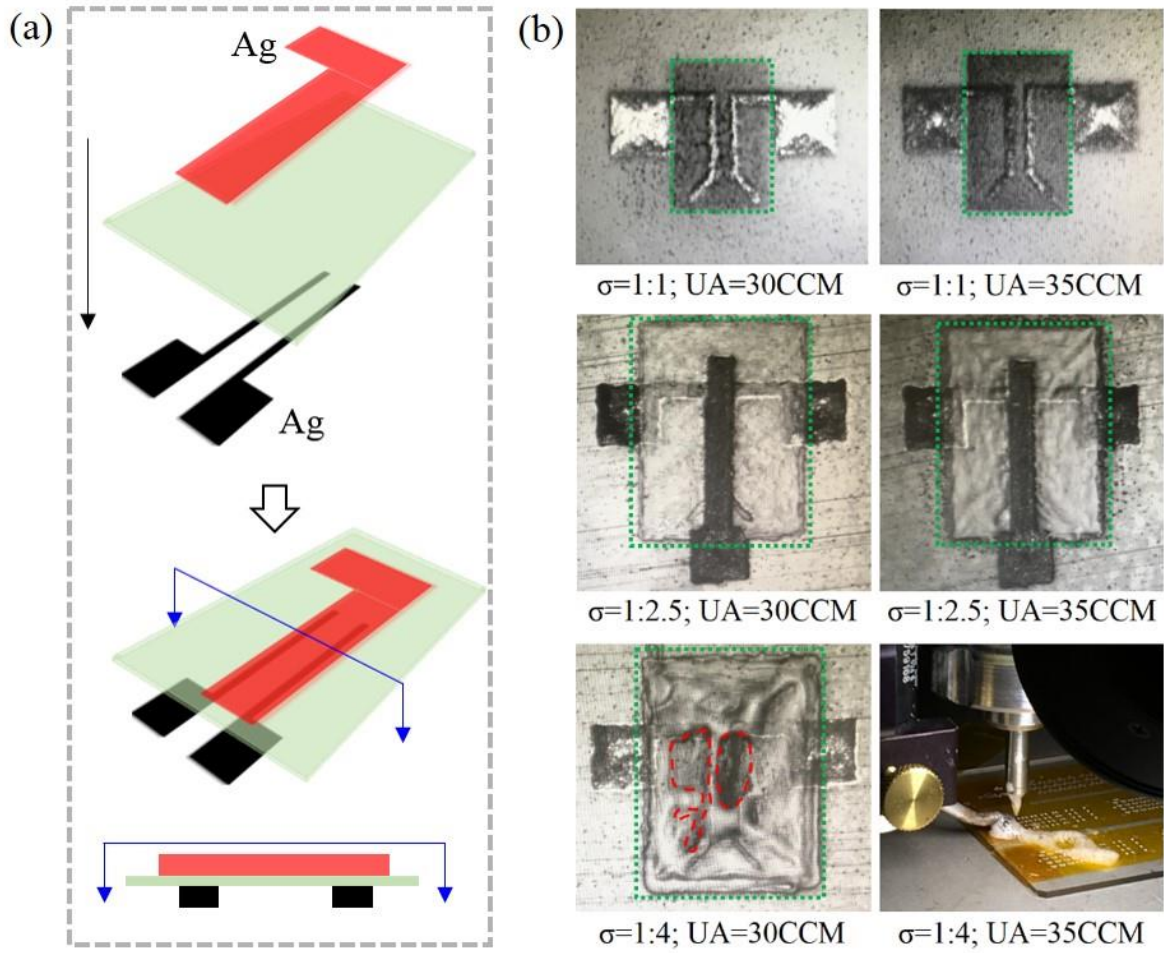 (a)
Ag
Ag
(b)
σ=1:1; UA=30CCM
σ=1:1; UA=35CCM
σ=1:2.5; UA=30CCM
σ=1:2.5; UA=35CCM
σ=1:4; UA=30CCM
σ=1:4; UA=35CCM